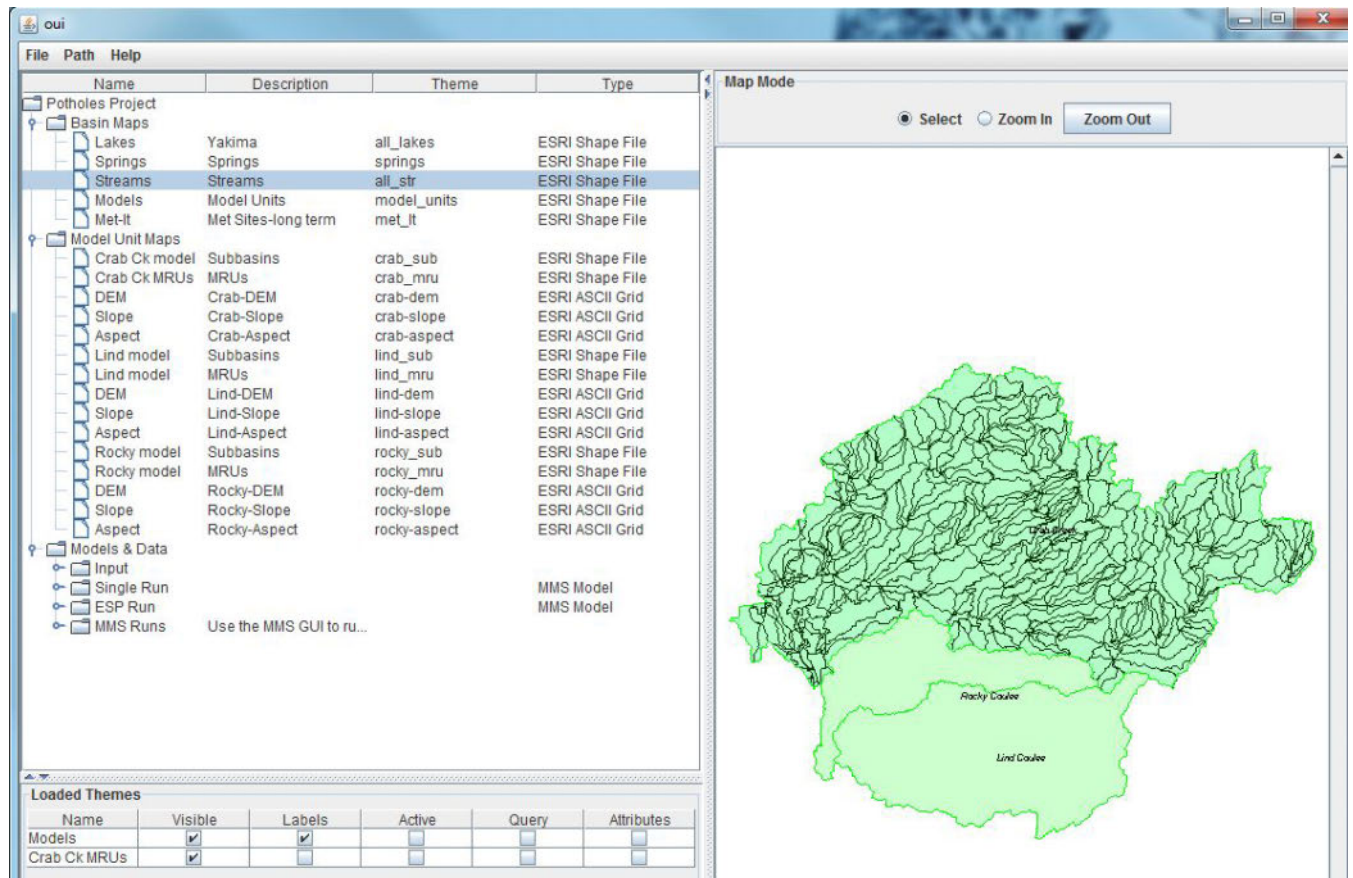 oui
File Path Help
Name Description Theme Type
Potholes Project
Basin Maps
Lakes Yakima all_lakes ESRI Shape File
Springs Springs springs ESRI Shape File
Streams Streams all_str ESRI Shape File
Models Model Units model_units ESRI Shape File
Met-lt Met Sites-long term met_lt ESRI Shape File
Model Unit Maps
Crab Ck model Subbasins crab_sub ESRI Shape File
Crab Ck MRUs MRUs crab_mru ESRI Shape File
DEM Crab-DEM crab-dem ESRI ASCII Grid
Slope Crab-Slope crab-slope ESRI ASCII Grid
Aspect Crab-Aspect crab-aspect ESRI ASCII Grid
Lind model Subbasins lind_sub ESRI Shape File
Lind model MRUs lind_mru ESRI Shape File
DEM Lind-DEM lind-dem ESRI ASCII Grid
Slope Lind-Slope lind-slope ESRI ASCII Grid
Aspect Lind-Aspect lind-aspect ESRI ASCII Grid
Rocky model Subbasins rocky_sub ESRI Shape File
Rocky model MRUs rocky_mru ESRI Shape File
DEM Rocky-DEM rocky-dem ESRI ASCII Grid
Slope Rocky-Slope rocky-slope ESRI ASCII Grid
Aspect Rocky-Aspect rocky-aspect ESRI ASCII Grid
Models & Data
Input
Single Run MMS Model
ESP Run MMS Model
MMS Runs Use the MMS GUI to ru...
Loaded Themes
Name Visible Labels Active Query Attributes
Models
Crab Ck MRUs
Map Mode
Select Zoom In Zoom Out
Rocky Coulee
Lind Coulee